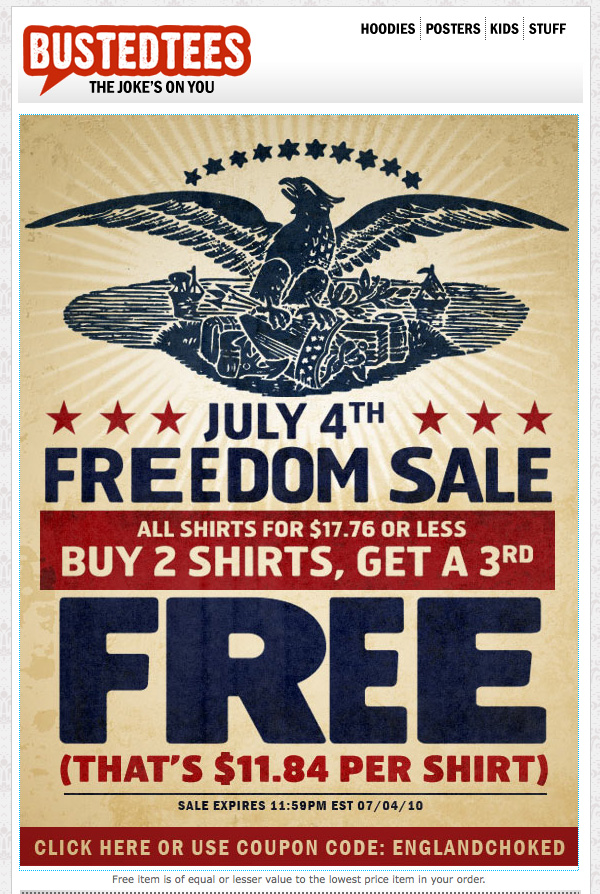 BUSTEDTEES
THE JOKE'S ON YOU
HOODIES POSTERS KIDS STUFF
JULY 4TH
FREEDOM SALE
ALL SHIRTS FOR $17.76 OR LESS
BUY 2 SHIRTS, GET A 3RD
FREE
(THAT'S $11.84 PER SHIRT)
SALE EXPIRES 11:59PM EST 07/04/10
CLICK HERE OR USE COUPON CODE: ENGLANDCHOKED
Free item is of equal or lesser value to the lowest price item in your order.